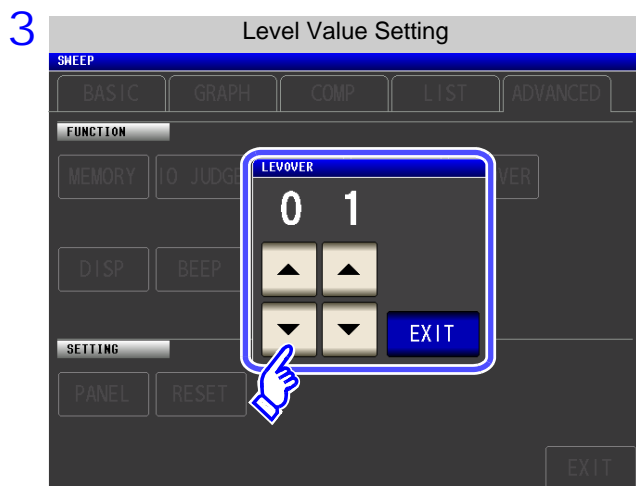 3
Level Value Setting
SWEEP
BASIC GRAPH COMP LIST ADVANCED
FUNCTION
MEMORY IO JUDGE VER
LEVOVER
0 1
DISP BEEP
EXIT
SETTING
PANEL RESET
EXIT